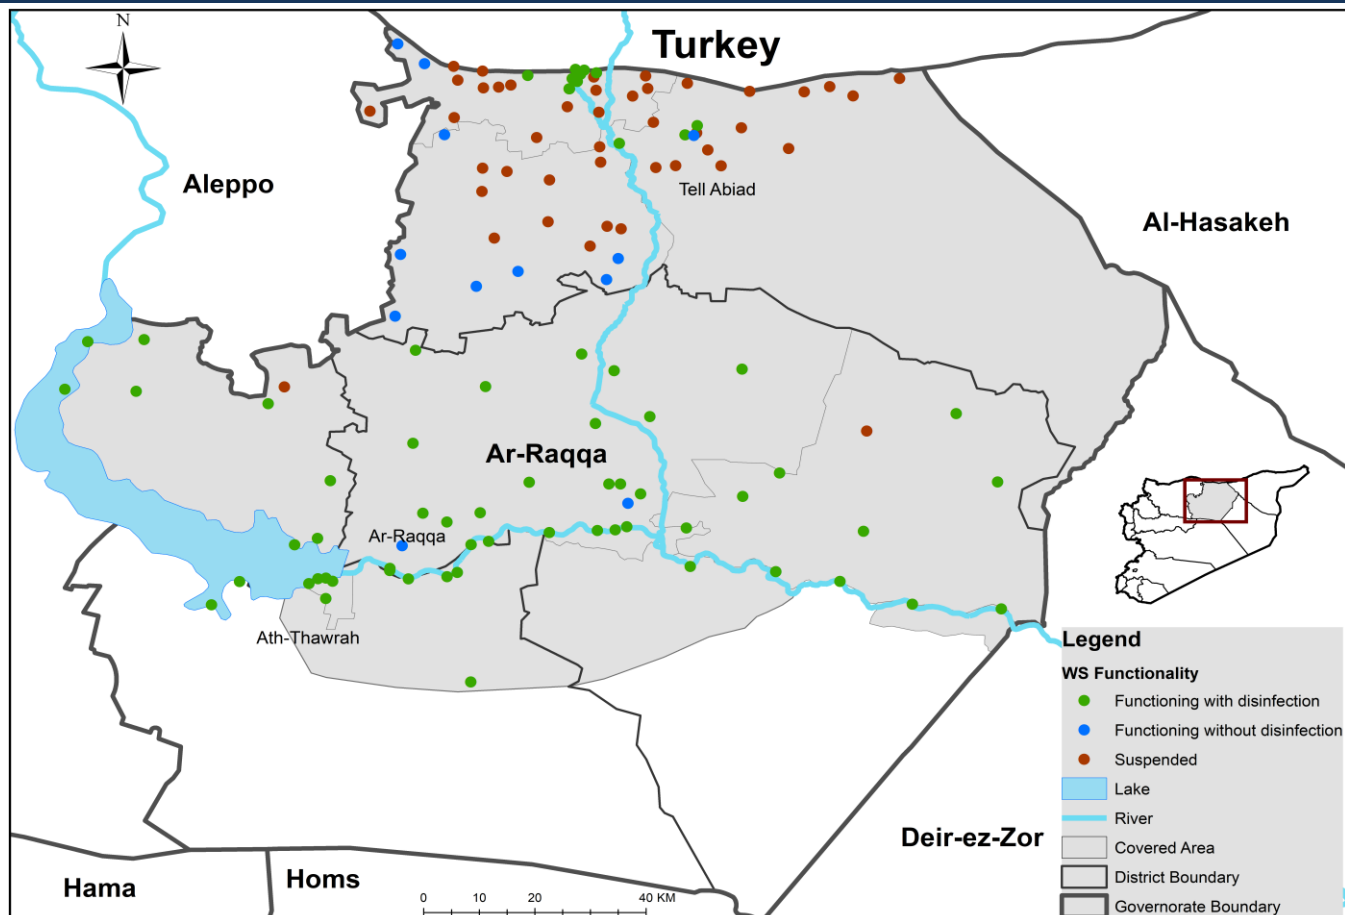 N
Turkey
Aleppo
Tell Abiad
Al-Hasakeh
Ar-Raqqa
Ar-Raqqa
Ath-Thawrah
Deir-ez-Zor
Hama
Homs
0 10 20 40 KM
Legend
WS Functionality
Functioning with disinfection
Functioning without disinfection
Suspended
Lake
River
Covered Area
District Boundary
Governorate Boundary